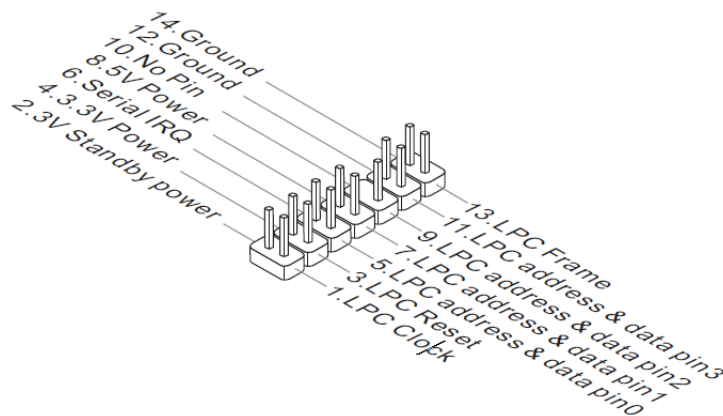 14.Ground
12.Ground
10.No Pin
8.5V Power
6.Serial IRQ
4.3.3V Power
2.3V Standby power
13.LPC Frame
11.LPC address & data pin3
9.LPC address & data pin2
7.LPC address & data pin1
5.LPC address & data pin0
3.LPC Reset
1.LPC Clock